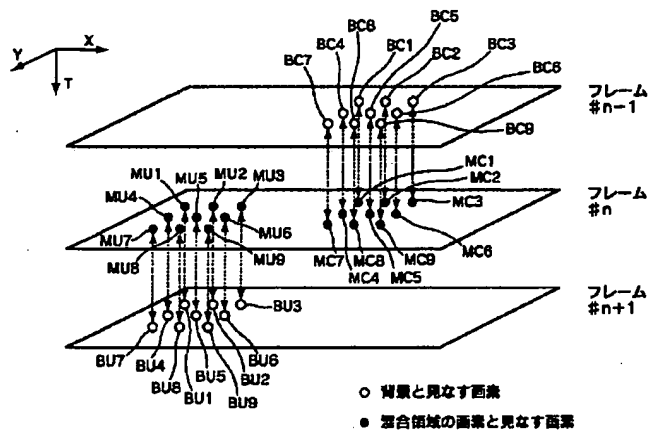 BC8
BC5
BC4
BC1
BC2
BC3
BC7
BC6
BC9
Y
X
T
フレーム
#n-1
MU1
MU5
MU2
MU3
MU4
MU7
MU6
MU8
MU9
MC1
MC2
MC3
MC6
MC7
MC8
MC9
MC4
MC5
フレーム
#n
BU3
BU7
BU4
BU6
BU8
BU5
BU2
BU1
BU9
フレーム
#n+1
○ 背景と見なす画素
● 混合領域の画素と見なす画素